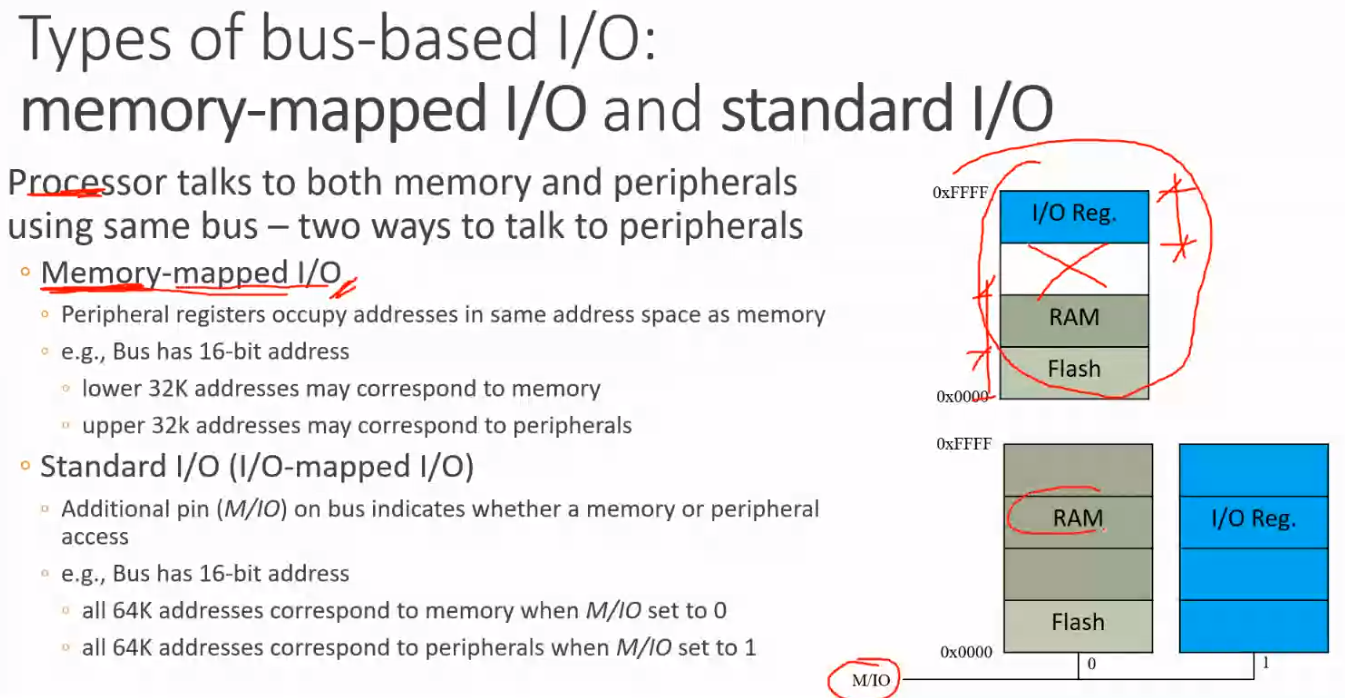 Types of bus-based I/O:
memory-mapped I/O and standard I/O
Processor talks to both memory and peripherals
using same bus – two ways to talk to peripherals
Memory-mapped I/O
Peripheral registers occupy addresses in same address space as memory
e.g., Bus has 16-bit address
lower 32K addresses may correspond to memory
upper 32k addresses may correspond to peripherals
Standard I/O (I/O-mapped I/O)
Additional pin (M/IO) on bus indicates whether a memory or peripheral
access
e.g., Bus has 16-bit address
all 64K addresses correspond to memory when M/IO set to 0
all 64K addresses correspond to peripherals when M/IO set to 1
0xFFFF
I/O Reg.
RAM
Flash
0x0000
0xFFFF
RAM
I/O Reg.
Flash
0x0000
0
1
M/IO